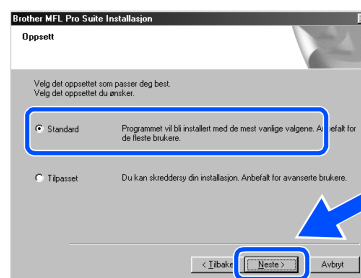 Brother MFL Pro Suite Installasjon
Oppsett
Velg det oppsettet som passer deg best.
Velg det oppsettet du ønsker.
Standard Programmet vil bli installert med de mest vanlige valgene. Anbefalt for
de fleste brukere.
Tilpasset Du kan skreddersy din installasjon. Anbefalt for avanserte brukere.
< Tilbake Neste > Avbryt